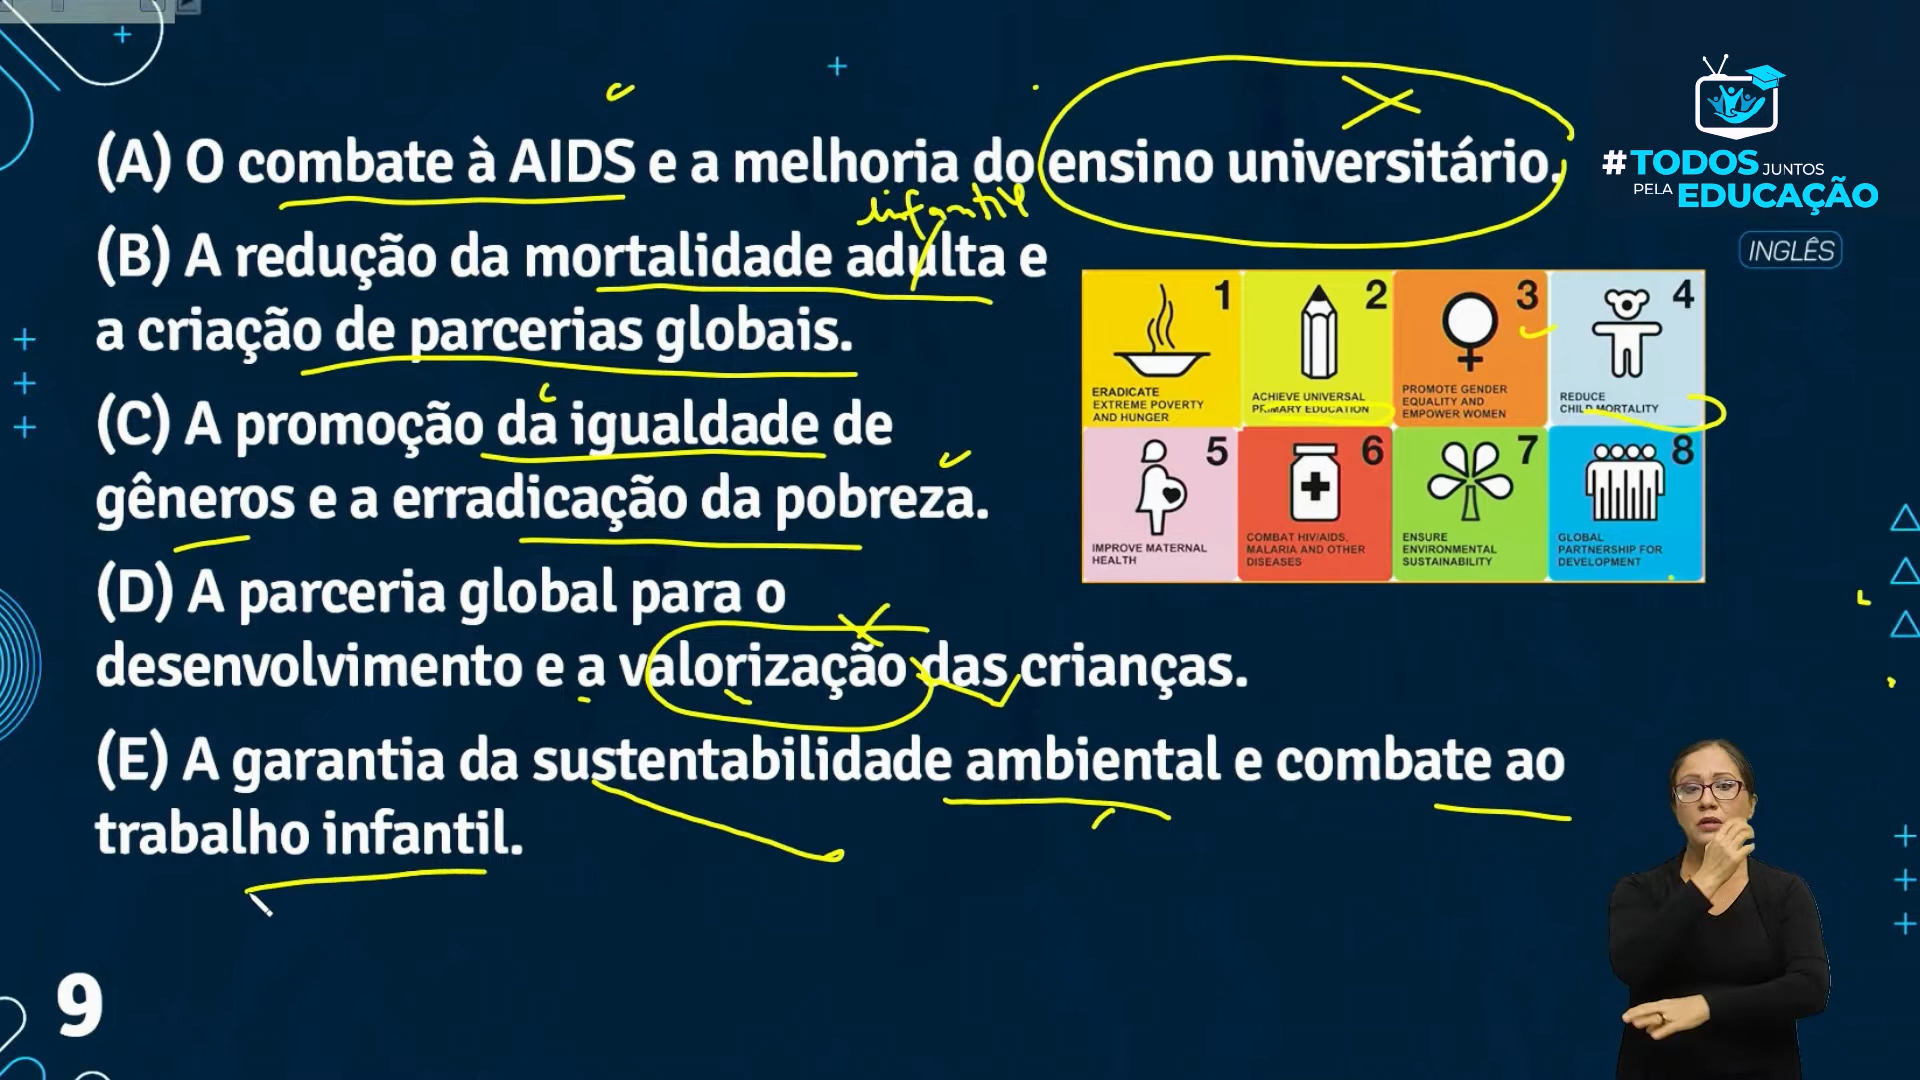 (A) O combate à AIDS e a melhoria do ensino universitário.
infantil
(B) A redução da mortalidade adulta e
a criação de parcerias globais.
(C) A promoção da igualdade de
gêneros e a erradicação da pobreza.
(D) A parceria global para o
desenvolvimento e a valorização das crianças.
(E) A garantia da sustentabilidade ambiental e combate ao
trabalho infantil.
9
#TODOS JUNTOS
PELA EDUCAÇÃO
INGLÊS
1
ERADICATE
EXTREME POVERTY
AND HUNGER
2
ACHIEVE UNIVERSAL
PRIMARY EDUCATION
3
PROMOTE GENDER
EQUALITY AND
EMPOWER WOMEN
4
REDUCE
CHILD MORTALITY
5
IMPROVE MATERNAL
HEALTH
6
COMBAT HIV/AIDS,
MALARIA AND OTHER
DISEASES
7
ENSURE
ENVIRONMENTAL
SUSTAINABILITY
8
GLOBAL
PARTNERSHIP FOR
DEVELOPMENT